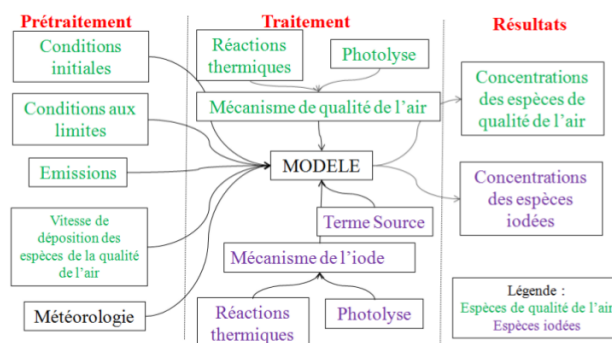 Prétraitement
Conditions
initiales
Conditions aux
limites
Emissions
Vitesse de
déposition des
espèces de la qualité
de l'air
Météorologie
Traitement
Réactions
thermiques
Photolyse
Mécanisme de qualité de l'air
MODELE
Terme Source
Mécanisme de l'iode
Réactions
thermiques
Photolyse
Résultats
Concentrations
des espèces de
qualité de l'air
Concentrations
des espèces
iodées
Légende :
Espèces de qualité de l'air
Espèces iodées